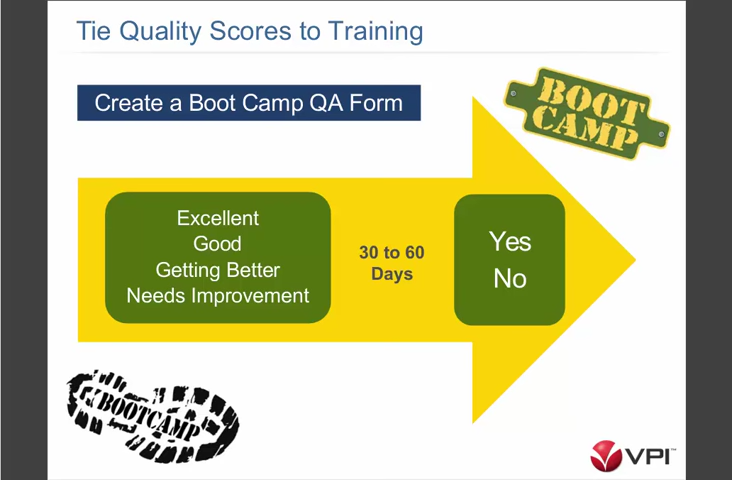 Tie Quality Scores to Training
Create a Boot Camp QA Form
BOOT
CAMP
Excellent
Good
Getting Better
Needs Improvement
30 to 60
Days
Yes
No
BOOTCAMP
VPI™